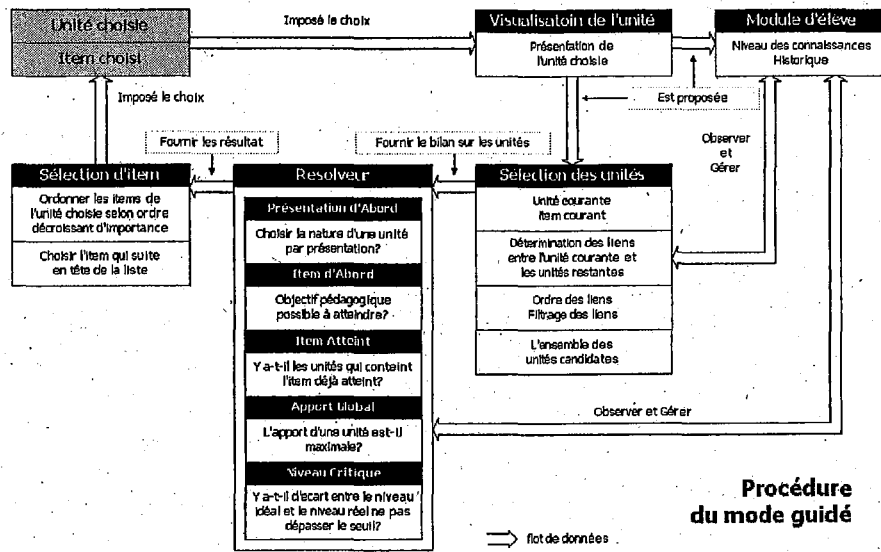 Unité choisie
Item choisi
Imposé le choix
Visualisatoin de l'unité
Présentation de
l'unité choisie
Module d'élève
Niveau des connaissances
Historique
Imposé le choix
Est proposée
Observer
et
Gérer
Fournir les résultat
Fournir le bilan sur les unités
Sélection d'item
Ordonner les items de
l'unité choisie selon ordre
décroissant d'importance
Choisir l'item qui suite
en tête de la liste
Resolveur
Présentation d'Abord
Choisir la nature d'une unité
par présentation?
Item d'Abord
Objectif pédagogique
possible à atteindre?
Item Atteint
Y a-t-il les unités qui containt
l'item déjà atteint?
Apport Global
L'apport d'une unité est-il
maximale?
Niveau Critique
Y a-t-il d'ecart entre le niveau
idéal et le niveau réel ne pas
dépasser le seuil?
Sélection des unités
Unité courante
Item courant
Détermination des liens
entre l'unité courante et
les unités restantes
Ordre des liens
Filtrage des liens
L'ensemble des
unités candidates
Observer et Gérer
Procédure
du mode guidé
flot de données